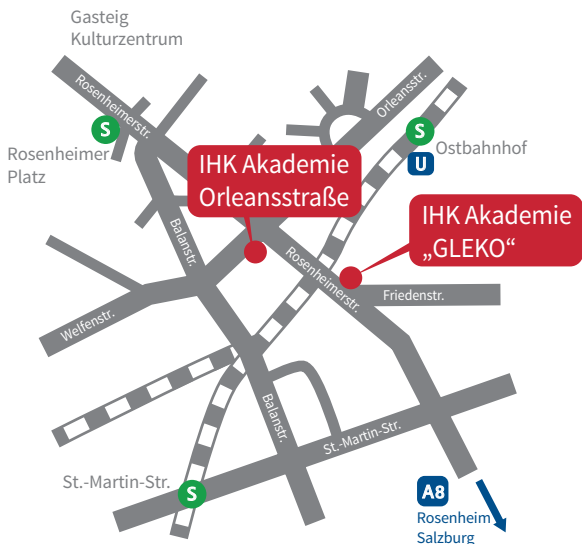 Gasteig
Kulturzentrum
Rosenheimerstr.
Orleansstr.
S
S
Rosenheimer
Platz
Ostbahnhof
U
IHK Akademie
Orleansstraße
IHK Akademie
„GLEKO“
Balanstr.
Rosenheimerstr.
Friedenstr.
Welfenstr.
Balanstr.
St.-Martin-Str.
St.-Martin-Str.
S
A8
Rosenheim
Salzburg